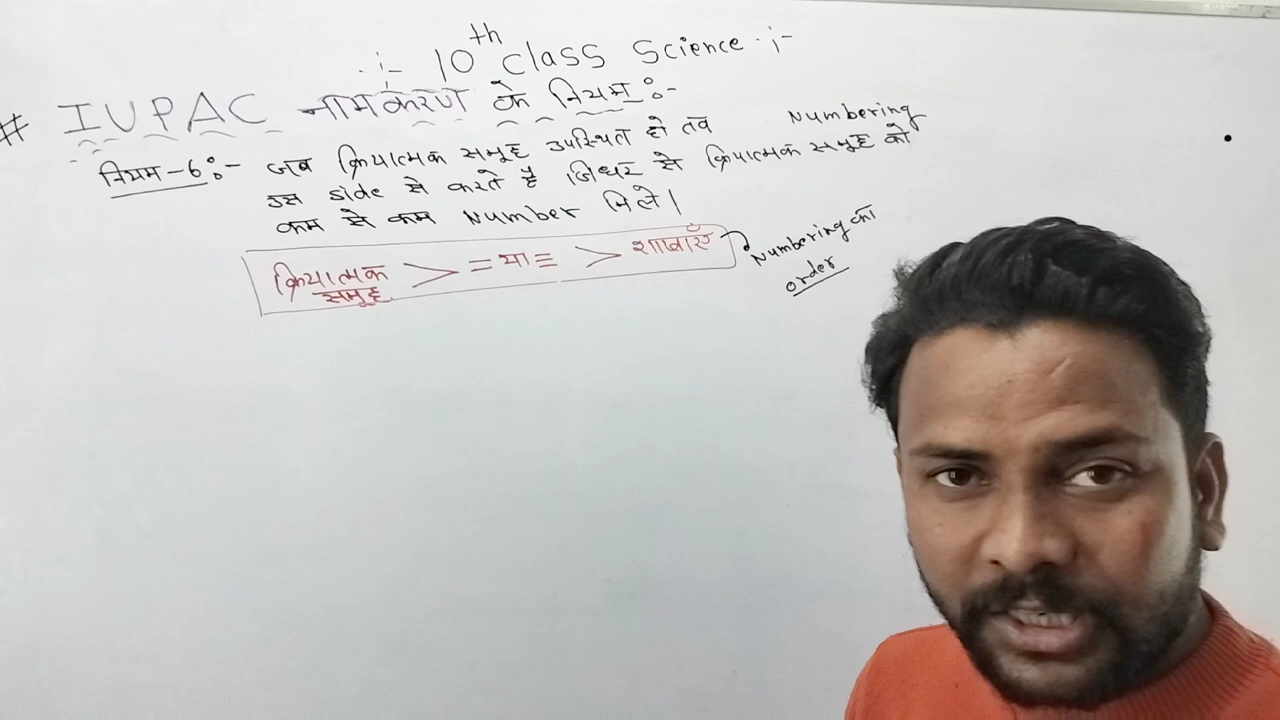 ·:- 10th class Science ·:-
# IUPAC नामकरण के नियम :-
नियम-6:- जब क्रियात्मक समूह उपस्थित हो तब Numbering
उस side से करते है जिधर से क्रियात्मक समूह को
कम से कम Number मिले।
क्रियात्मक समूह > = या ≡ > शाखाएँ
Numbering का
order